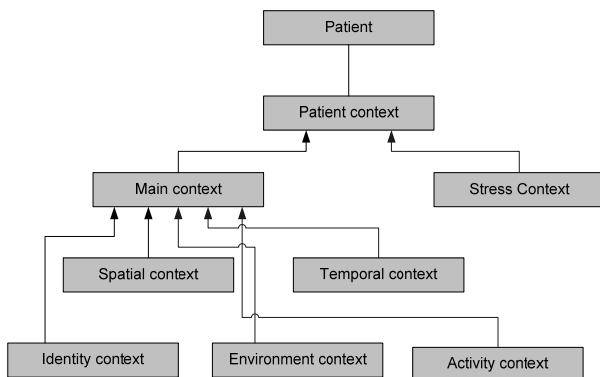 Patient
Patient context
Main context
Stress Context
Spatial context
Temporal context
Identity context
Environment context
Activity context